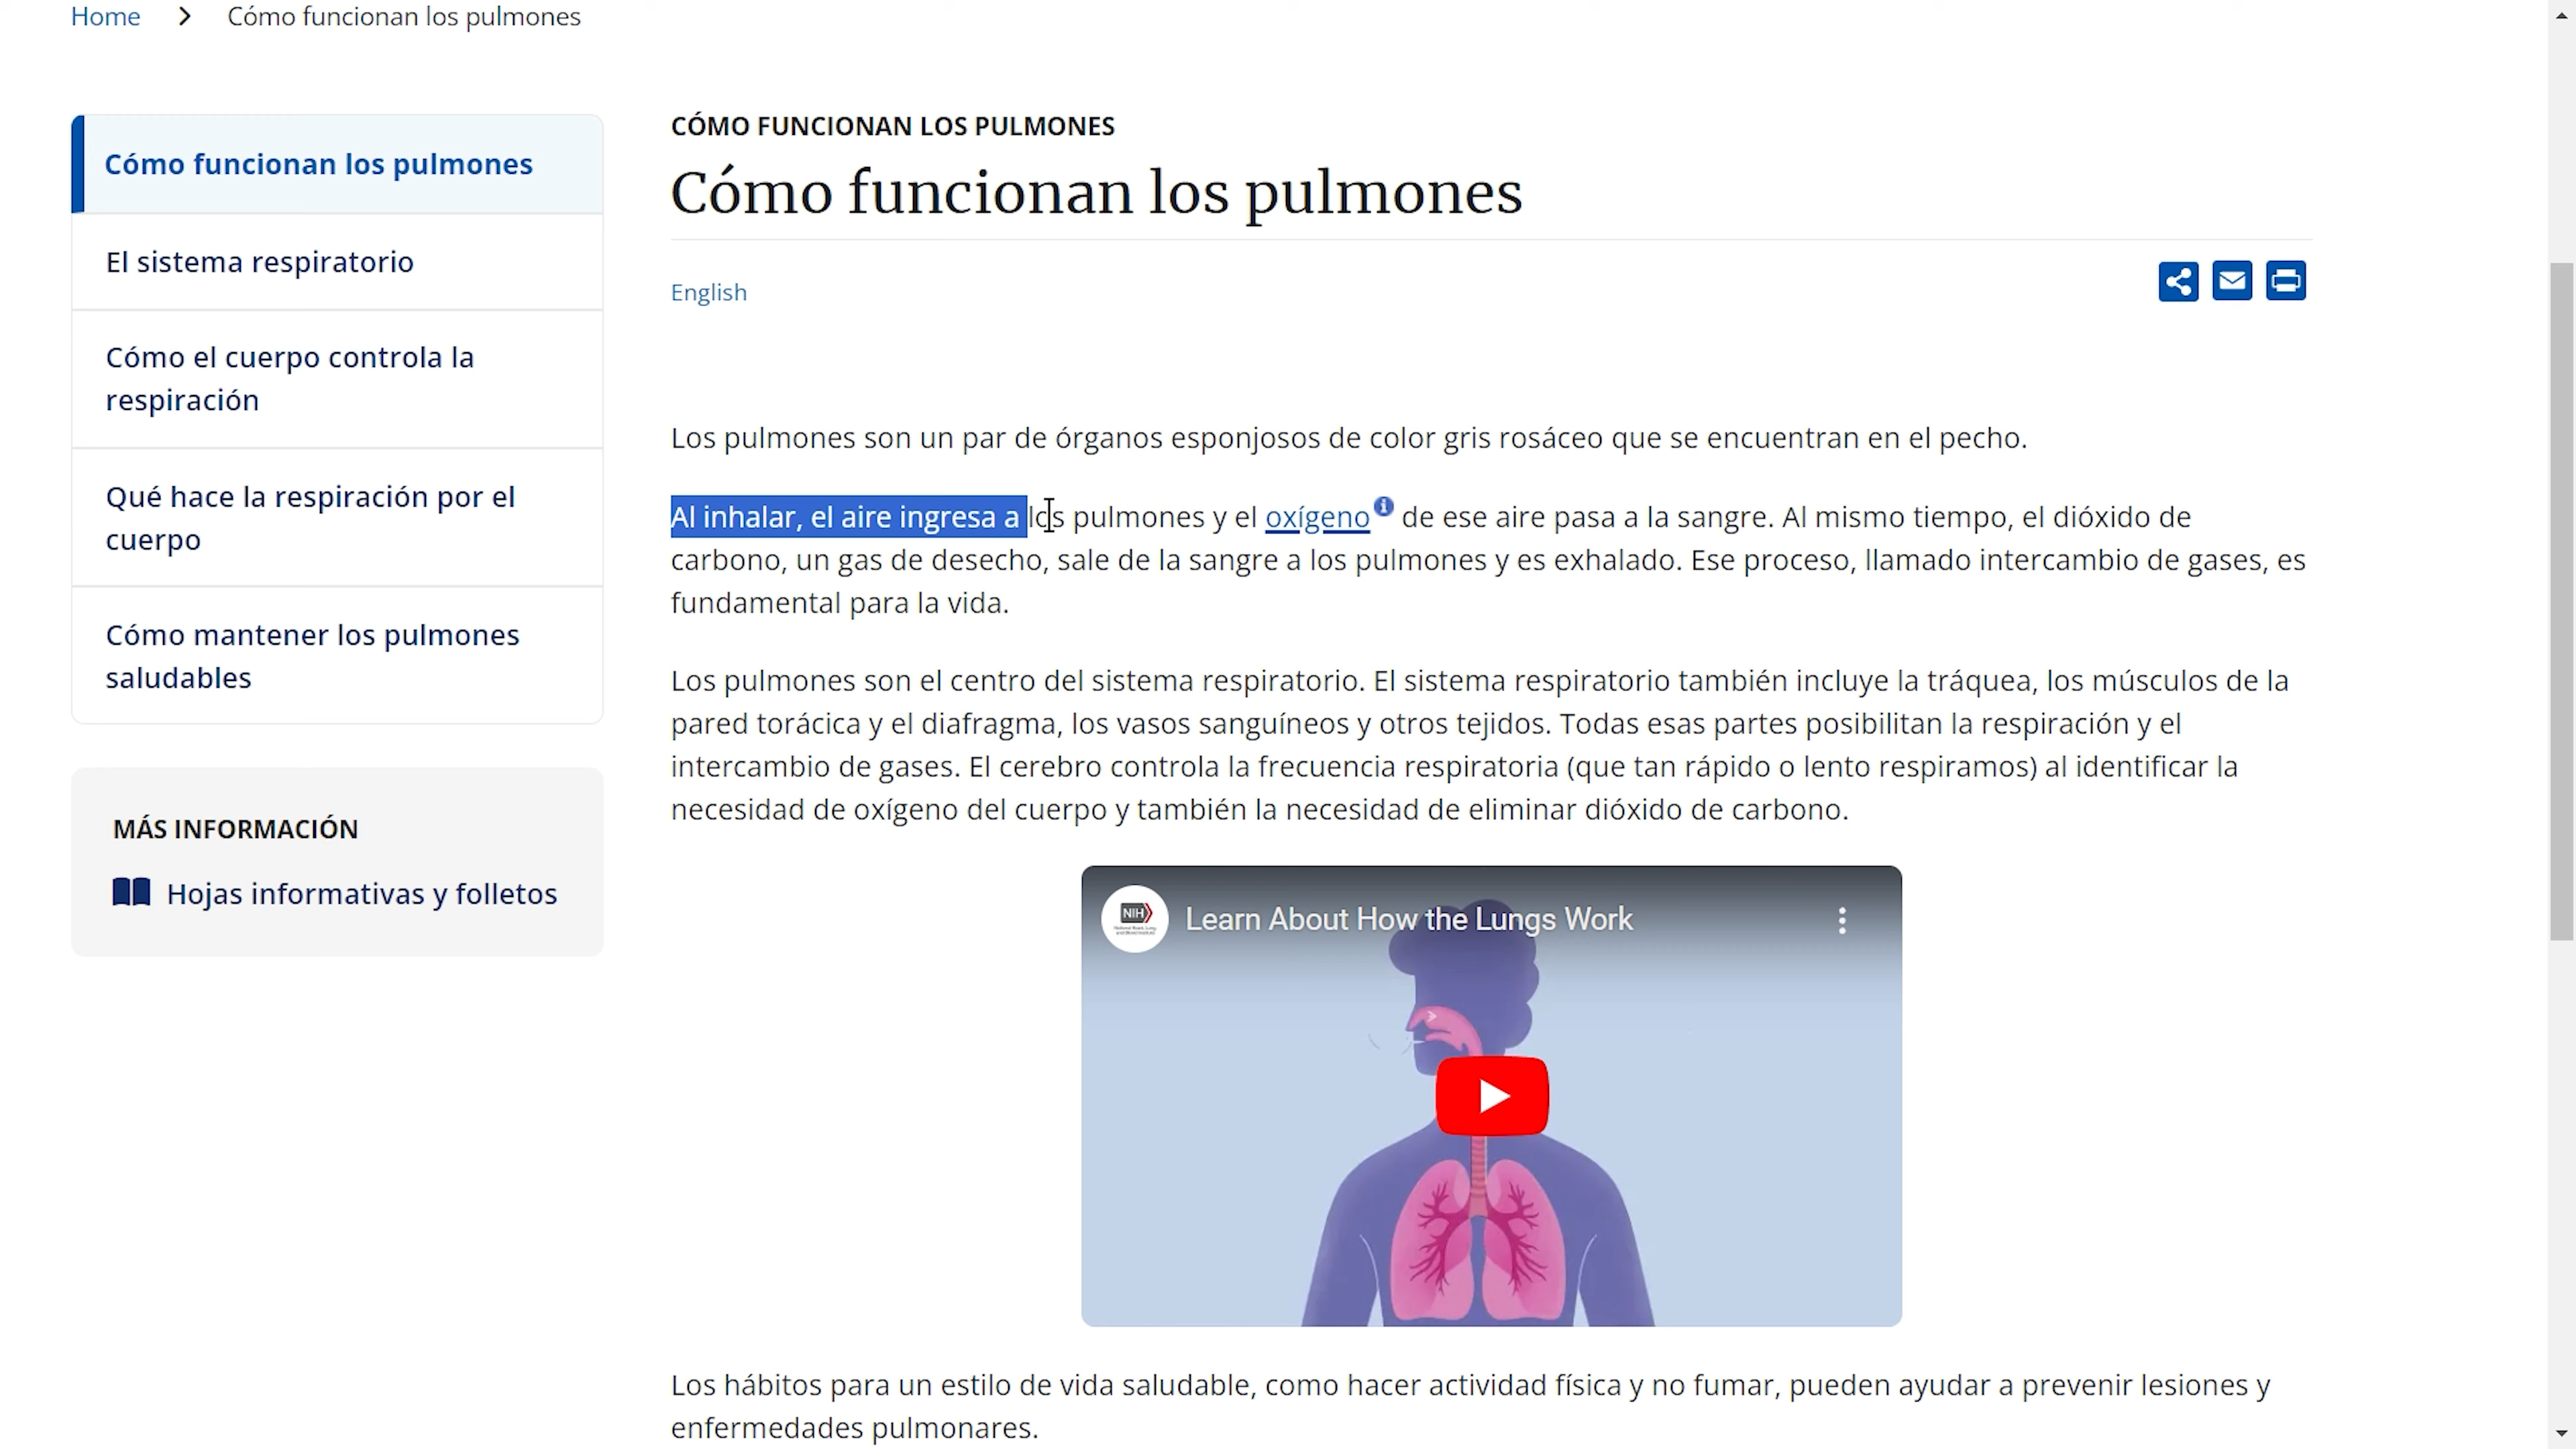 Home > Cómo funcionan los pulmones
Cómo funcionan los pulmones
El sistema respiratorio
Cómo el cuerpo controla la
respiración
Qué hace la respiración por el
cuerpo
Cómo mantener los pulmones
saludables
MÁS INFORMACIÓN
Hojas informativas y folletos
CÓMO FUNCIONAN LOS PULMONES
Cómo funcionan los pulmones
English
Los pulmones son un par de órganos esponjosos de color gris rosáceo que se encuentran en el pecho.
Al inhalar, el aire ingresa a los pulmones y el oxígeno de ese aire pasa a la sangre. Al mismo tiempo, el dióxido de
carbono, un gas de desecho, sale de la sangre a los pulmones y es exhalado. Ese proceso, llamado intercambio de gases, es
fundamental para la vida.
Los pulmones son el centro del sistema respiratorio. El sistema respiratorio también incluye la tráquea, los músculos de la
pared torácica y el diafragma, los vasos sanguíneos y otros tejidos. Todas esas partes posibilitan la respiración y el
intercambio de gases. El cerebro controla la frecuencia respiratoria (que tan rápido o lento respiramos) al identificar la
necesidad de oxígeno del cuerpo y también la necesidad de eliminar dióxido de carbono.
NIH
Learn About How the Lungs Work
Los hábitos para un estilo de vida saludable, como hacer actividad física y no fumar, pueden ayudar a prevenir lesiones y
enfermedades pulmonares.